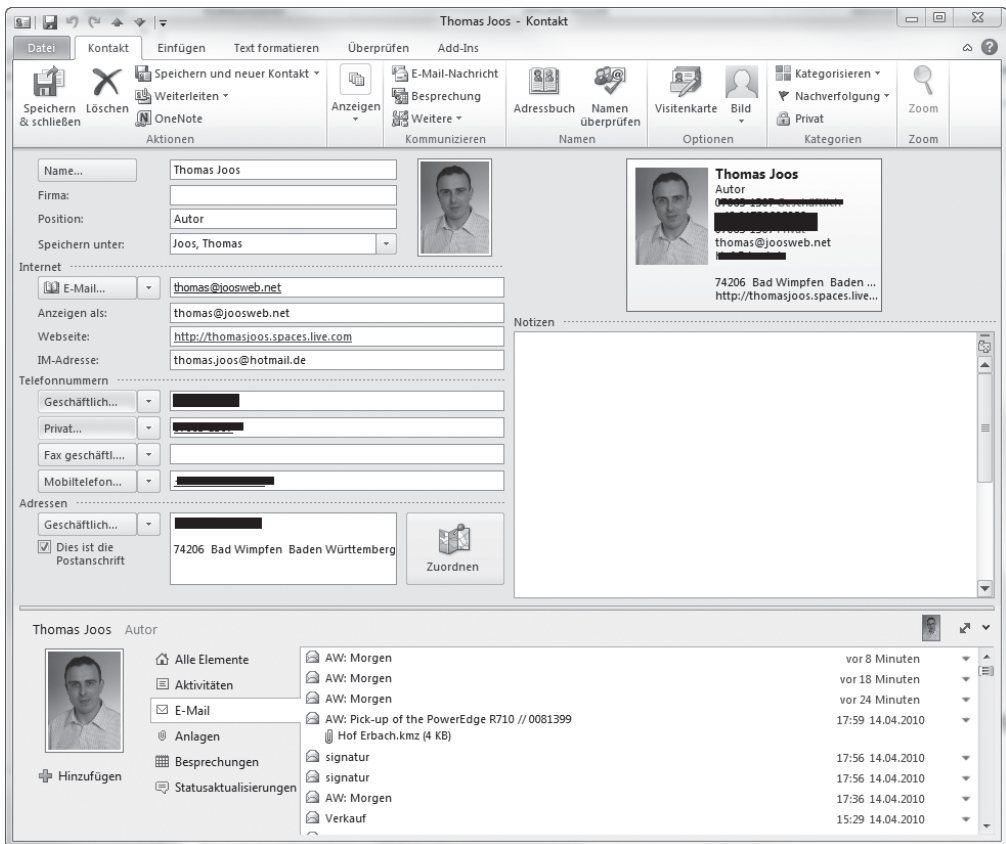 Thomas Joos - Kontakt
Datei Kontakt Einfügen Text formatieren Überprüfen Add-Ins
Speichern & schließen
Löschen
Speichern und neuer Kontakt
Weiterleiten
OneNote
Aktionen
Anzeigen
E-Mail-Nachricht
Besprechung
Weitere
Kommunizieren
Adressbuch
Namen überprüfen
Namen
Visitenkarte
Bild
Optionen
Kategorisieren
Nachverfolgung
Privat
Kategorien
Zoom
Zoom
Name... Thomas Joos
Firma:
Position: Autor
Speichern unter: Joos, Thomas
Internet
E-Mail... thomas@joosweb.net
Anzeigen als: thomas@joosweb.net
Webseite: http://thomasjoos.spaces.live.com
IM-Adresse: thomas.joos@hotmail.de
Telefonnummern
Geschäftlich...
Privat...
Fax geschäftl....
Mobiltelefon...
Adressen
Geschäftlich...
Dies ist die
Postanschrift
74206 Bad Wimpfen Baden Württemberg
Zuordnen
Thomas Joos
Autor
thomas@joosweb.net
74206 Bad Wimpfen Baden ...
http://thomasjoos.spaces.live...
Notizen
Thomas Joos Autor
Hinzufügen
Alle Elemente
Aktivitäten
E-Mail
Anlagen
Besprechungen
Statusaktualisierungen
AW: Morgen vor 8 Minuten
AW: Morgen vor 18 Minuten
AW: Morgen vor 24 Minuten
AW: Pick-up of the PowerEdge R710 // 0081399 17:59 14.04.2010
Hof Erbach.kmz (4 KB)
signatur 17:56 14.04.2010
signatur 17:56 14.04.2010
AW: Morgen 17:36 14.04.2010
Verkauf 15:29 14.04.2010